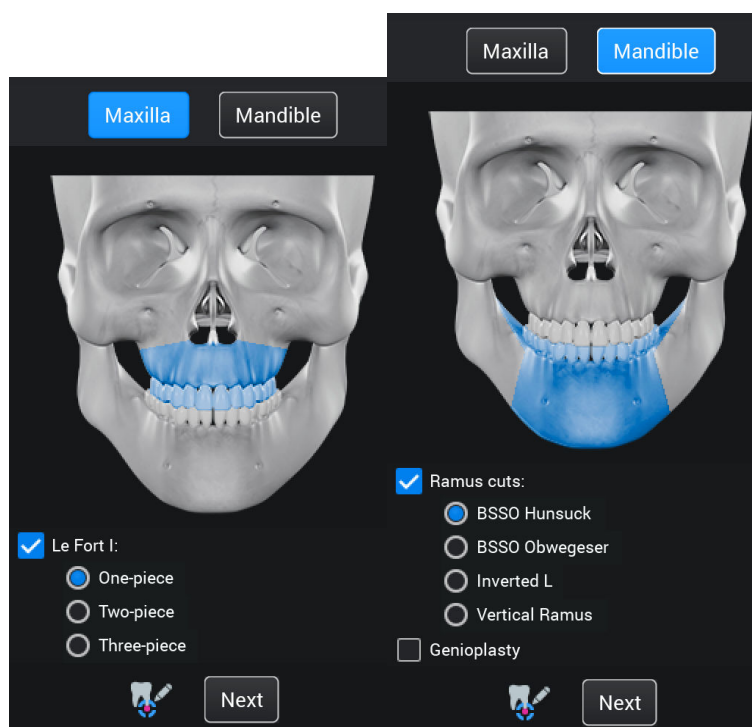 Maxilla
Mandible
Le Fort I:
One-piece
Two-piece
Three-piece
Next
Maxilla
Mandible
Ramus cuts:
BSSO Hunsuck
BSSO Obwegeser
Inverted L
Vertical Ramus
Genioplasty
Next